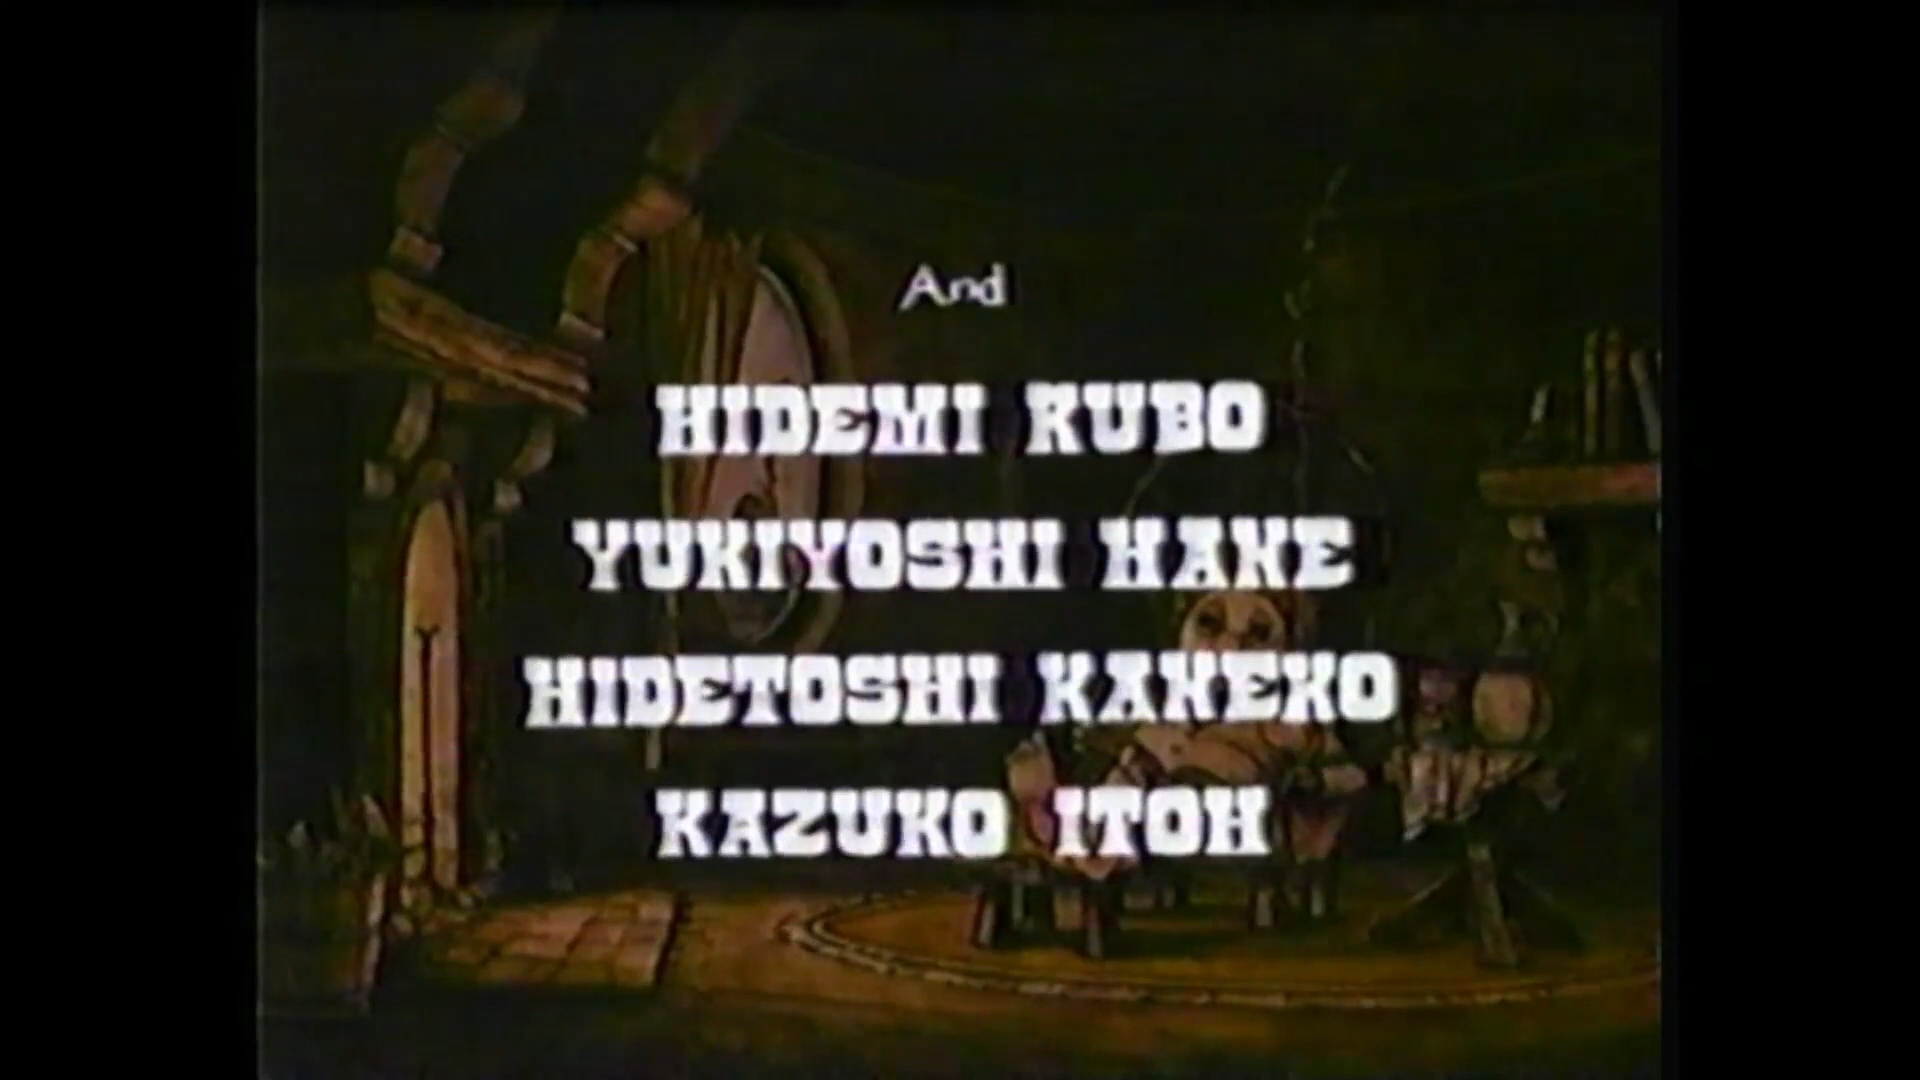 And
HIDEMI KUBO
YUKIYOSHI HANE
HIDETOSHI KANEKO
KAZUKO ITOH